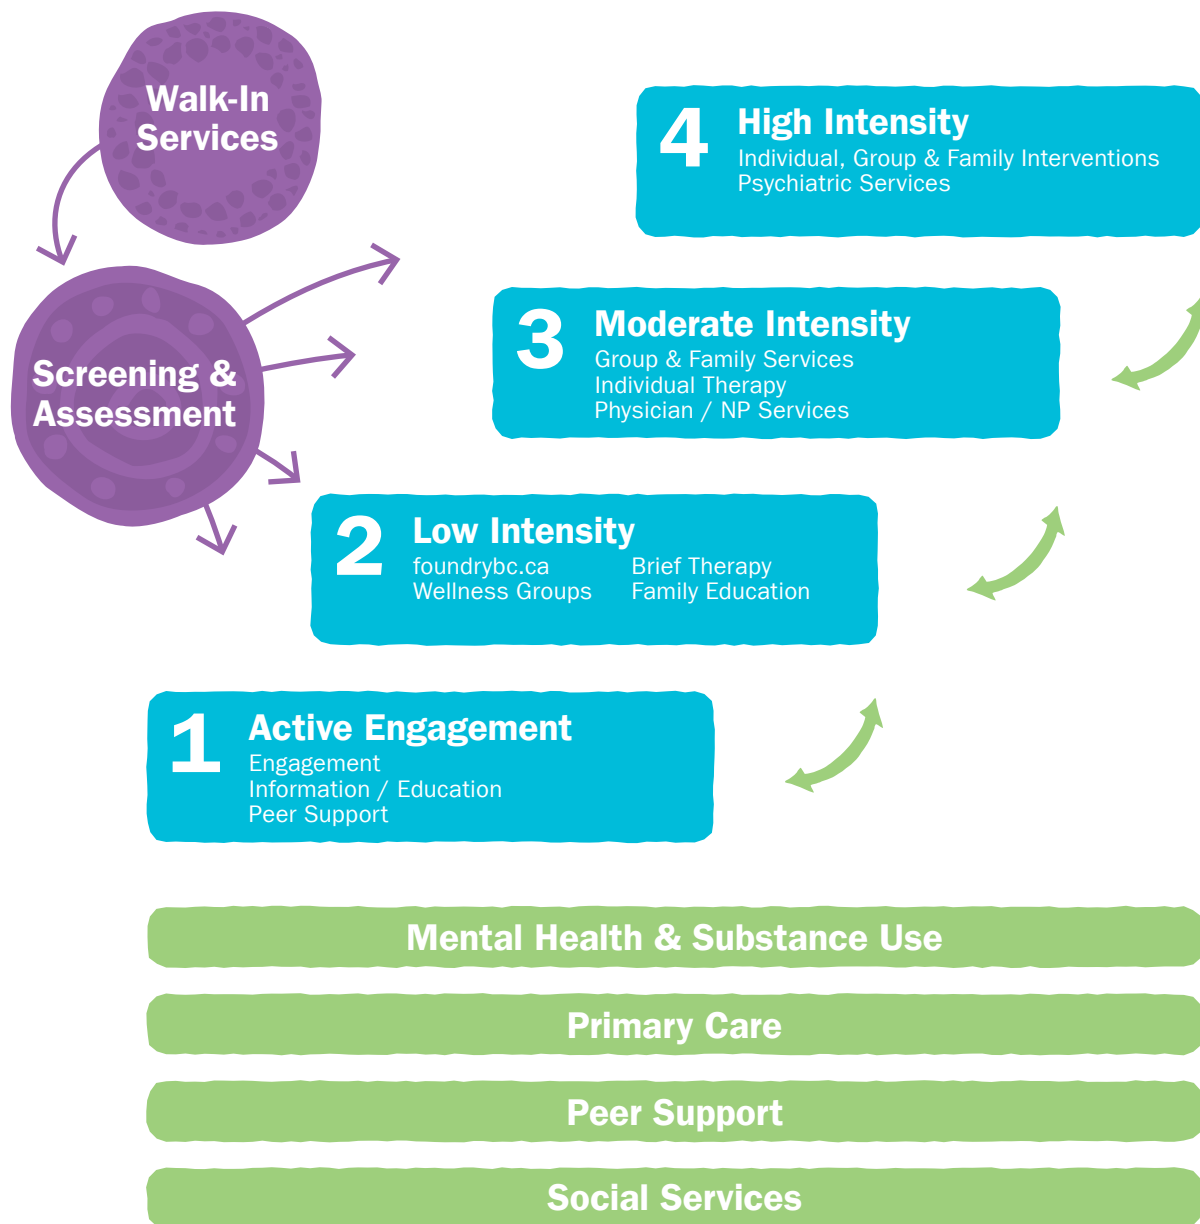 Walk-In
Services
Screening &
Assessment
4
High Intensity
Individual, Group & Family Interventions
Psychiatric Services
3
Moderate Intensity
Group & Family Services
Individual Therapy
Physician / NP Services
2
Low Intensity
foundrybc.ca
Wellness Groups
Brief Therapy
Family Education
1
Active Engagement
Engagement
Information / Education
Peer Support
Mental Health & Substance Use
Primary Care
Peer Support
Social Services